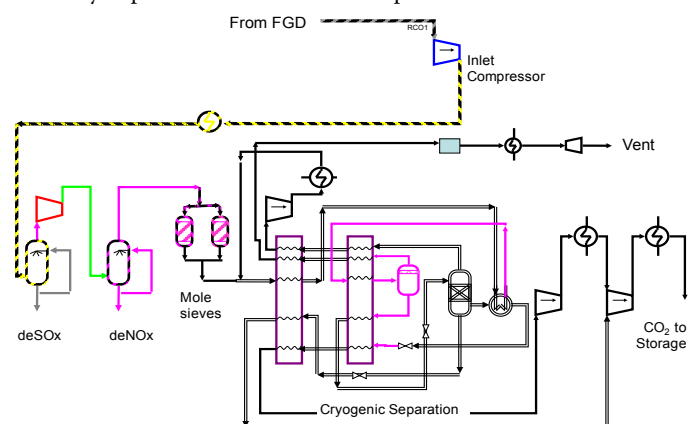 From FGD
RCO1
Inlet
Compressor
Vent
Mole
sieves
deSOx
deNOx
CO₂ to
Storage
Cryogenic Separation